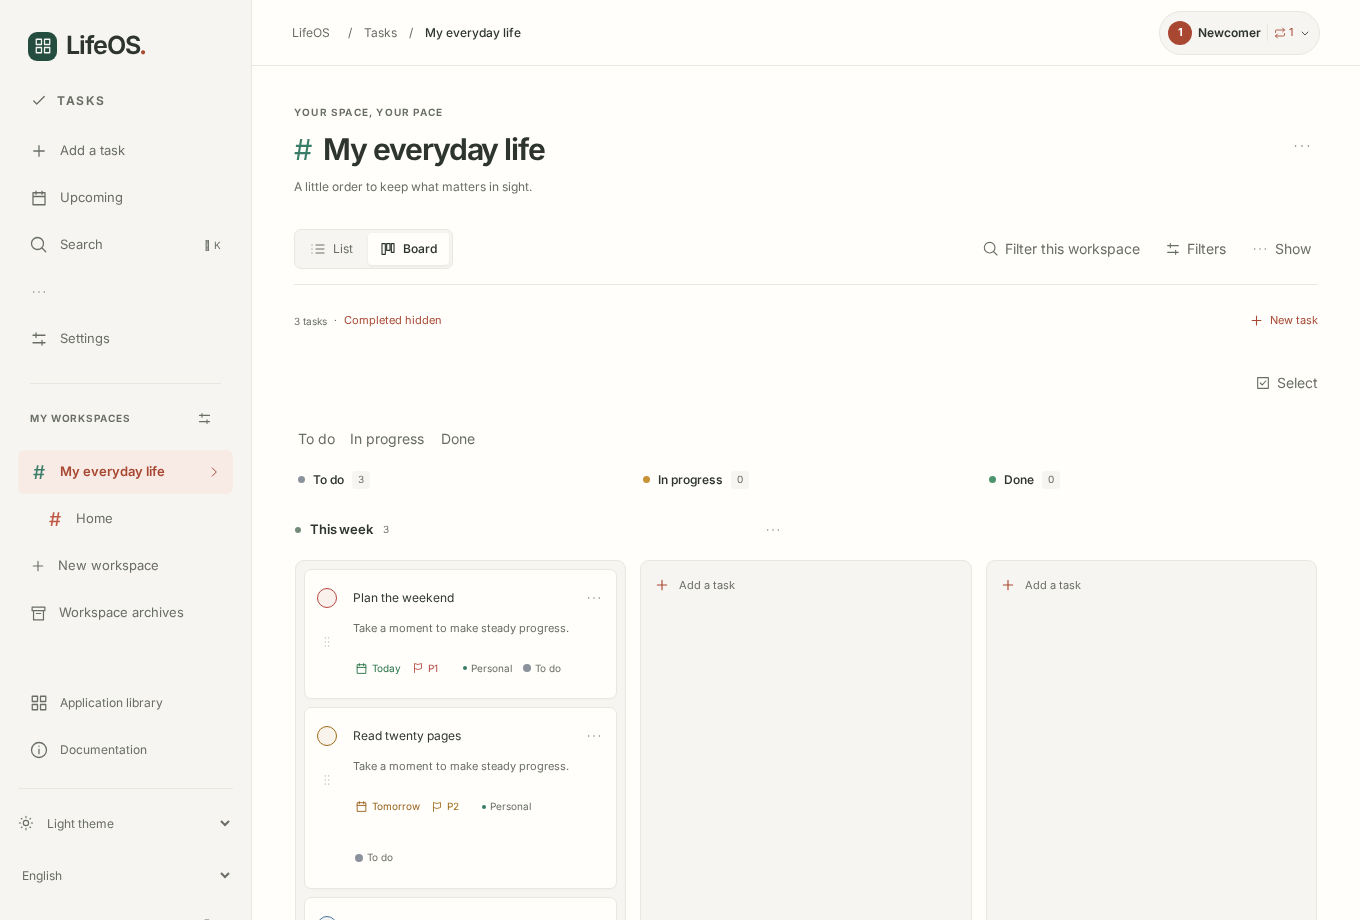 LifeOS.
TASKS
Add a task
Upcoming
Search
K
Settings
MY WORKSPACES
# My everyday life
# Home
New workspace
Workspace archives
Application library
Documentation
Light theme
English
LifeOS / Tasks / My everyday life
1 Newcomer 1
YOUR SPACE, YOUR PACE
# My everyday life
A little order to keep what matters in sight.
List Board
Filter this workspace Filters ... Show
3 tasks · Completed hidden
New task
Select
To do In progress Done
To do 3
In progress 0
Done 0
This week 3
Plan the weekend
Take a moment to make steady progress.
Today P1 Personal To do
Read twenty pages
Take a moment to make steady progress.
Tomorrow P2 Personal
To do
Add a task
Add a task